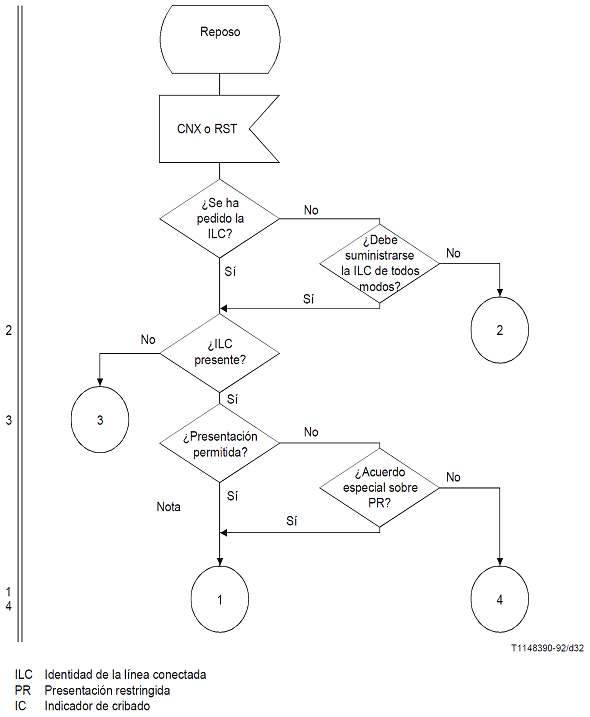 Reposo
CNX o RST
¿Se ha
pedido la
ILC?
No
¿Debe
suministrarse
la ILC de todos
modos?
No
Sí
Sí
2
2
No
¿ILC
presente?
3
Sí
3
¿Presentación
permitida?
No
¿Acuerdo
especial sobre
PR?
No
Sí
Nota
Sí
1
4
1
4
T1148390-92/d32
ILC Identidad de la línea conectada
PR Presentación restringida
IC Indicador de cribado